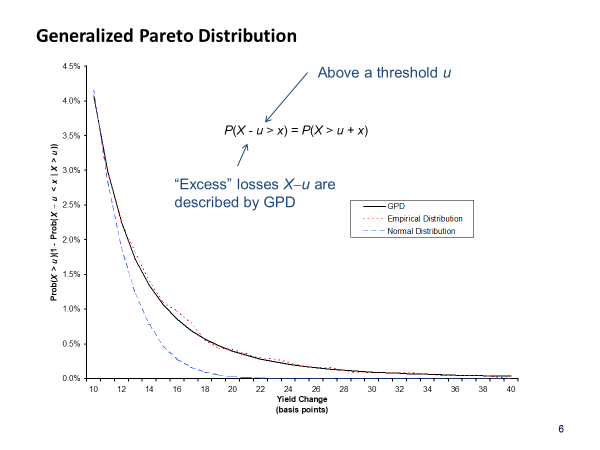 Generalized Pareto Distribution
Above a threshold u
P(X - u > x) = P(X > u + x)
“Excess” losses X–u are
described by GPD
GPD
Empirical Distribution
Normal Distribution
Prob(X > u)(1 - Prob(X – u < x | X > u))
4.5%
4.0%
3.5%
3.0%
2.5%
2.0%
1.5%
1.0%
0.5%
0.0%
10 12 14 16 18 20 22 24 26 28 30 32 34 36 38 40
Yield Change
(basis points)
6